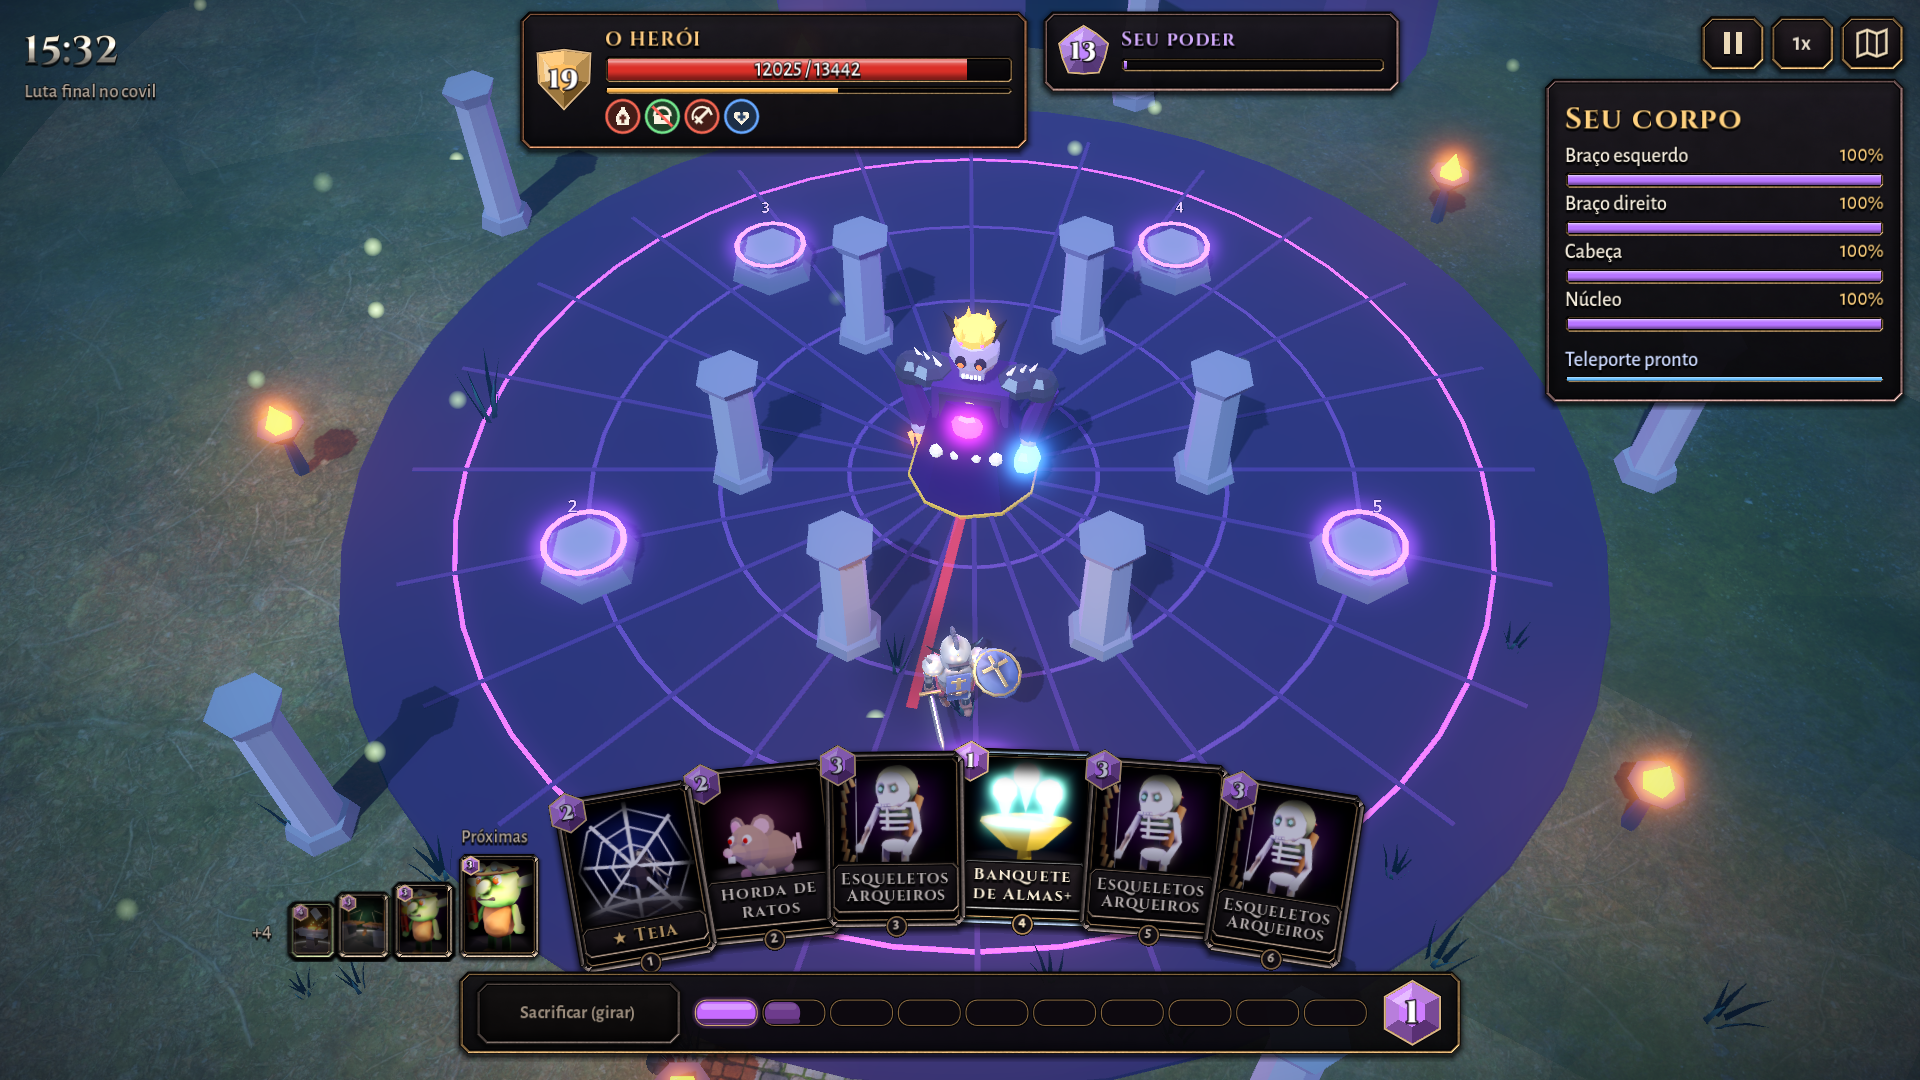 15:32
Luta final no covil
19
O HERÓI
12025/13442
13
SEU PODER
1x
SEU CORPO
Braço esquerdo 100%
Braço direito 100%
Cabeça 100%
Núcleo 100%
Teleporte pronto
3
4
2
5
Próximas
+4
2
★ TEIA
1
2
HORDA DE
RATOS
2
3
ESQUELETOS
ARQUEIROS
3
1
BANQUETE
DE ALMAS+
4
3
ESQUELETOS
ARQUEIROS
5
3
ESQUELETOS
ARQUEIROS
6
Sacrificar (girar)
1